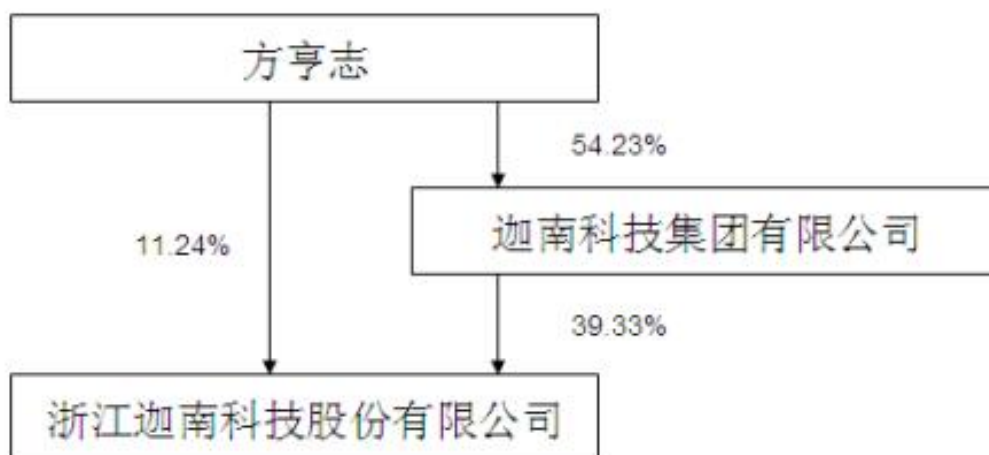 方亨志
54.23%
迦南科技集团有限公司
11.24%
39.33%
浙江迦南科技股份有限公司